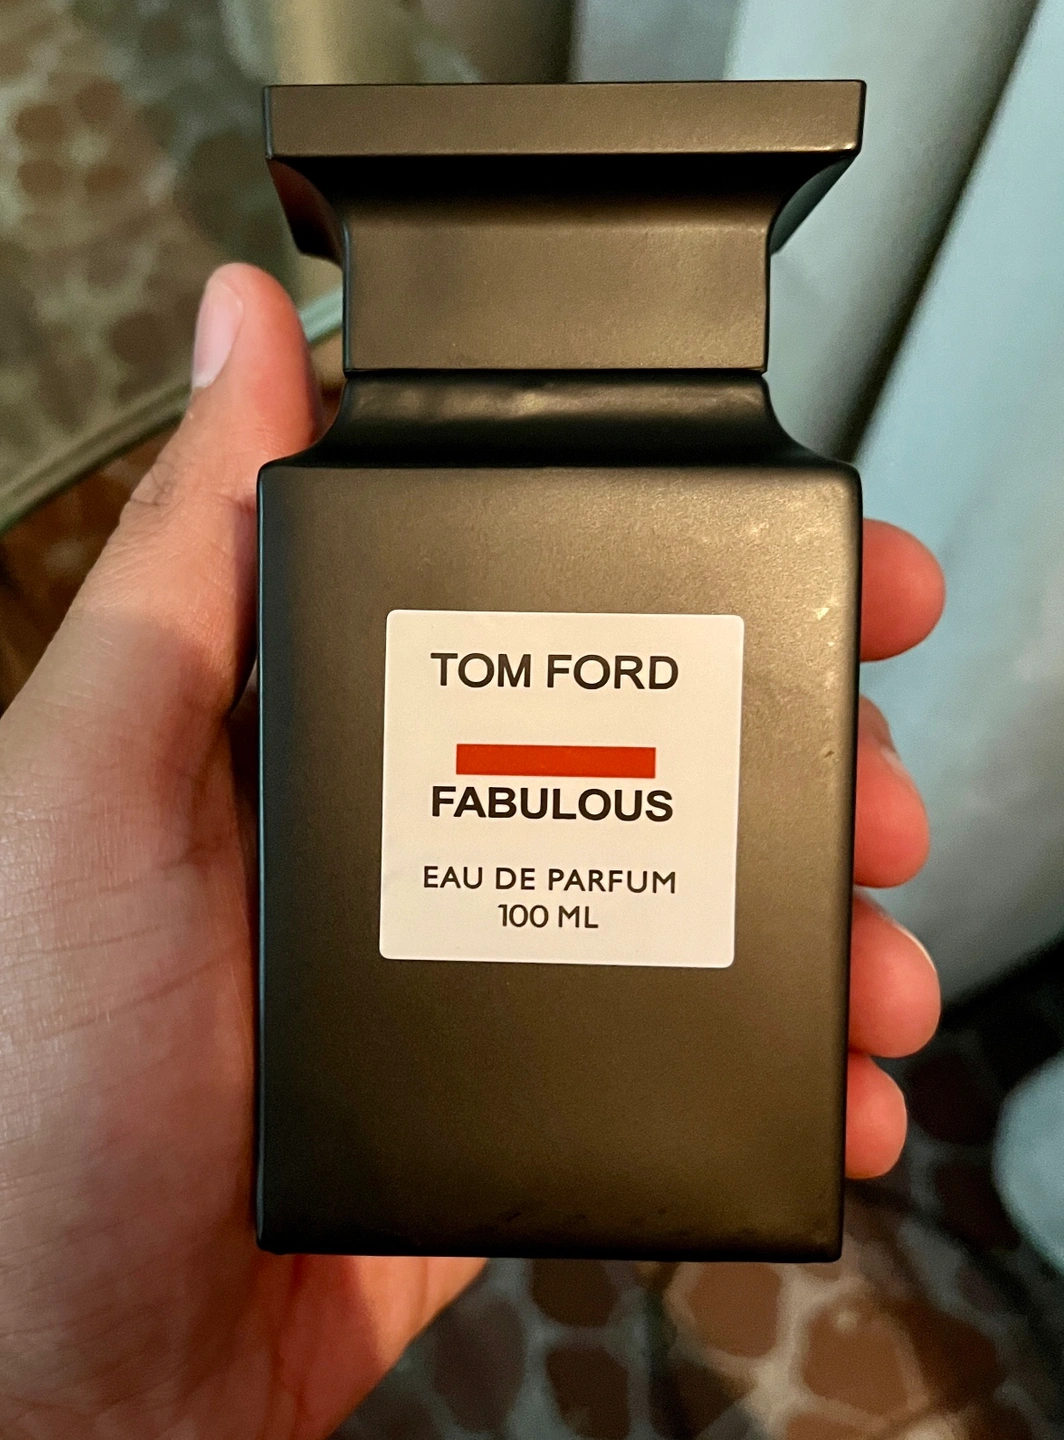 TOM FORD
FABULOUS
EAU DE PARFUM
100 ML